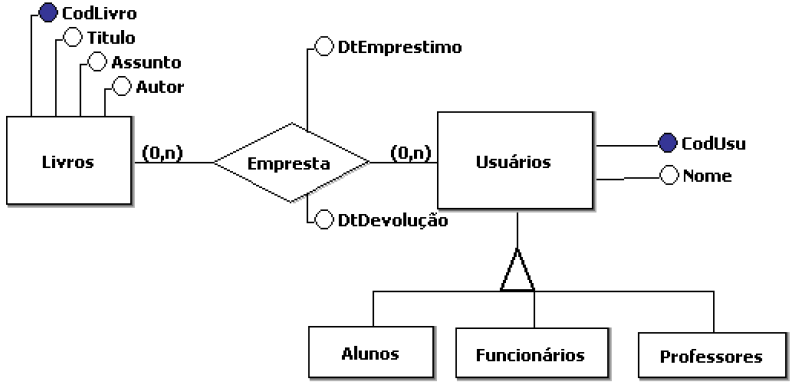 CodLivro
Titulo
Assunto
Autor
DtEmprestimo
Livros
(0,n)
Empresta
(0,n)
Usuários
CodUsu
Nome
DtDevolução
Alunos
Funcionários
Professores